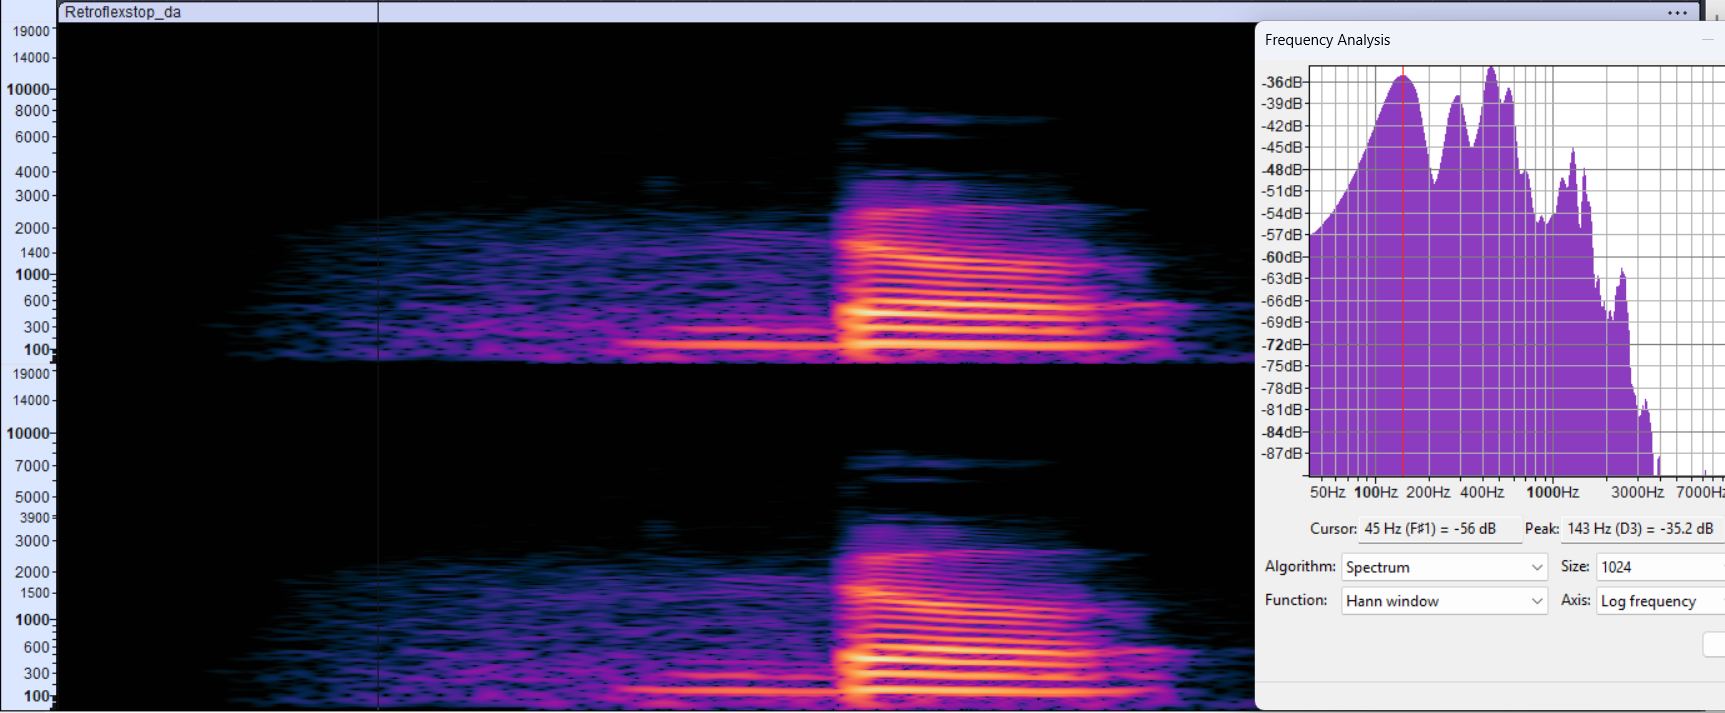 Retroflexstop_da
...
19000
14000
10000
8000
6000
4000
3000
2000
1400
1000
600
300
100
19000
14000
10000
7000
5000
3900
3000
2000
1500
1000
600
300
100
Frequency Analysis
-36dB
-39dB
-42dB
-45dB
-48dB
-51dB
-54dB
-57dB
-60dB
-63dB
-66dB
-69dB
-72dB
-75dB
-78dB
-81dB
-84dB
-87dB
50Hz 100Hz 200Hz 400Hz 1000Hz 3000Hz 7000Hz
Cursor: 45 Hz (F♯1) = -56 dB Peak: 143 Hz (D3) = -35.2 dB
Algorithm: Spectrum Size: 1024
Function: Hann window Axis: Log frequency